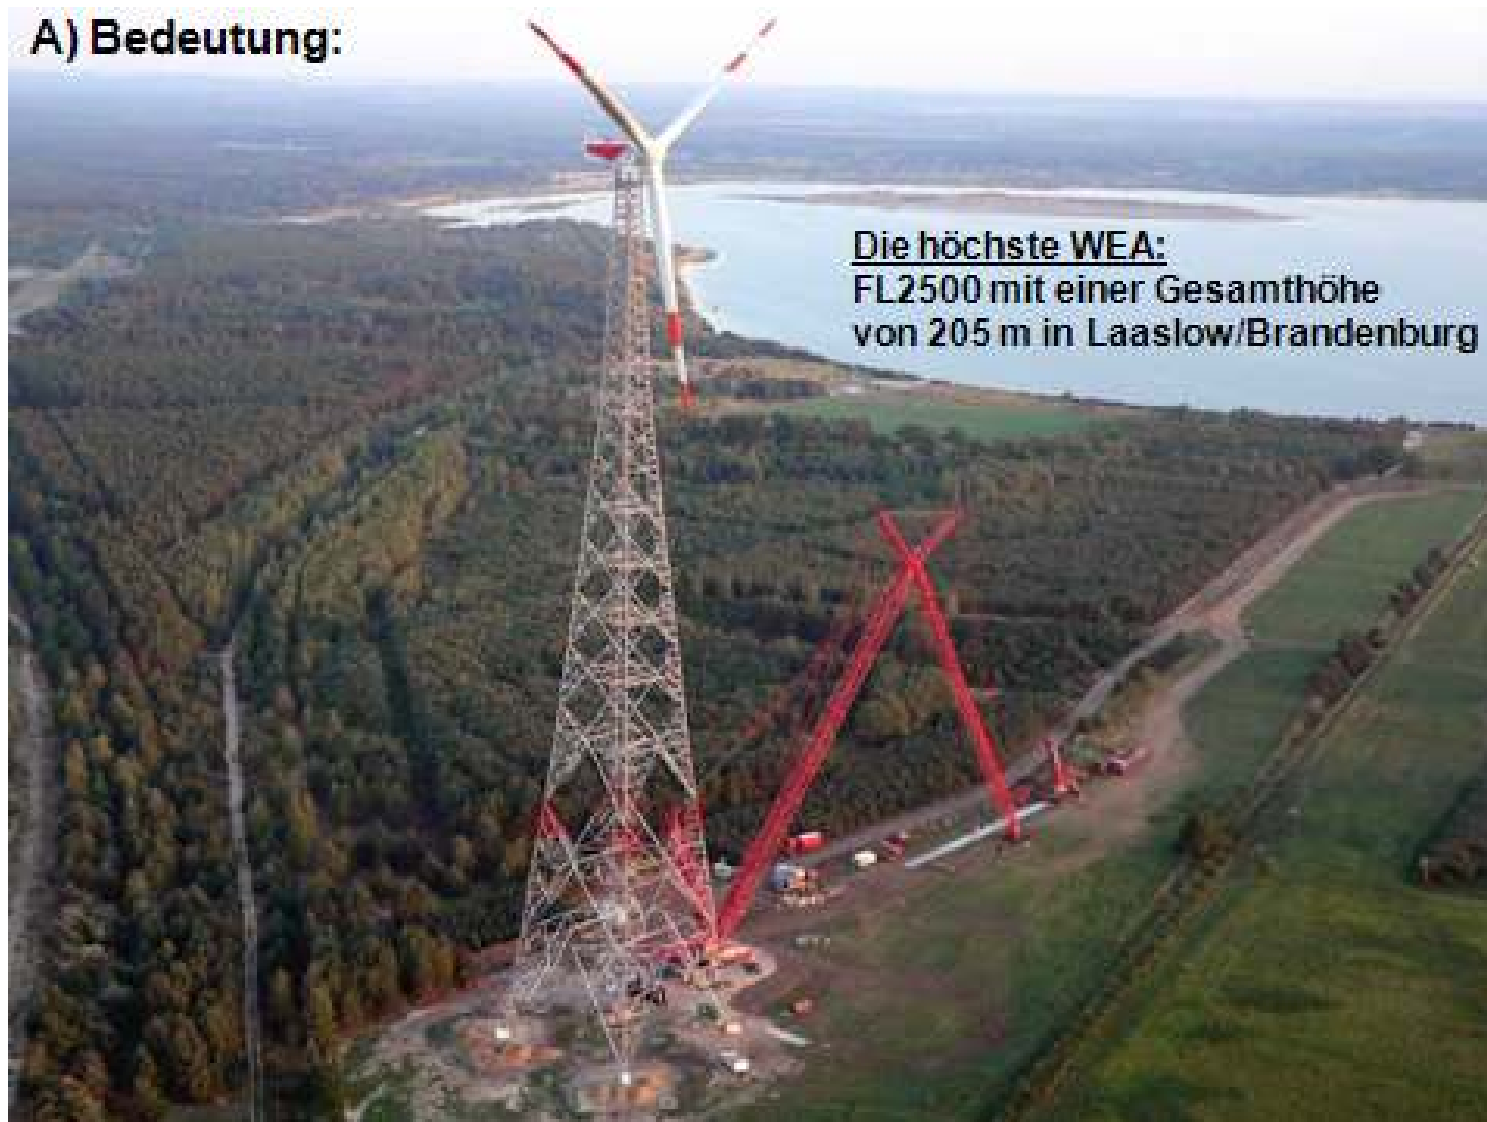 A) Bedeutung:
Die höchste WEA:
FL2500 mit einer Gesamthöhe
von 205 m in Laaslow/Brandenburg